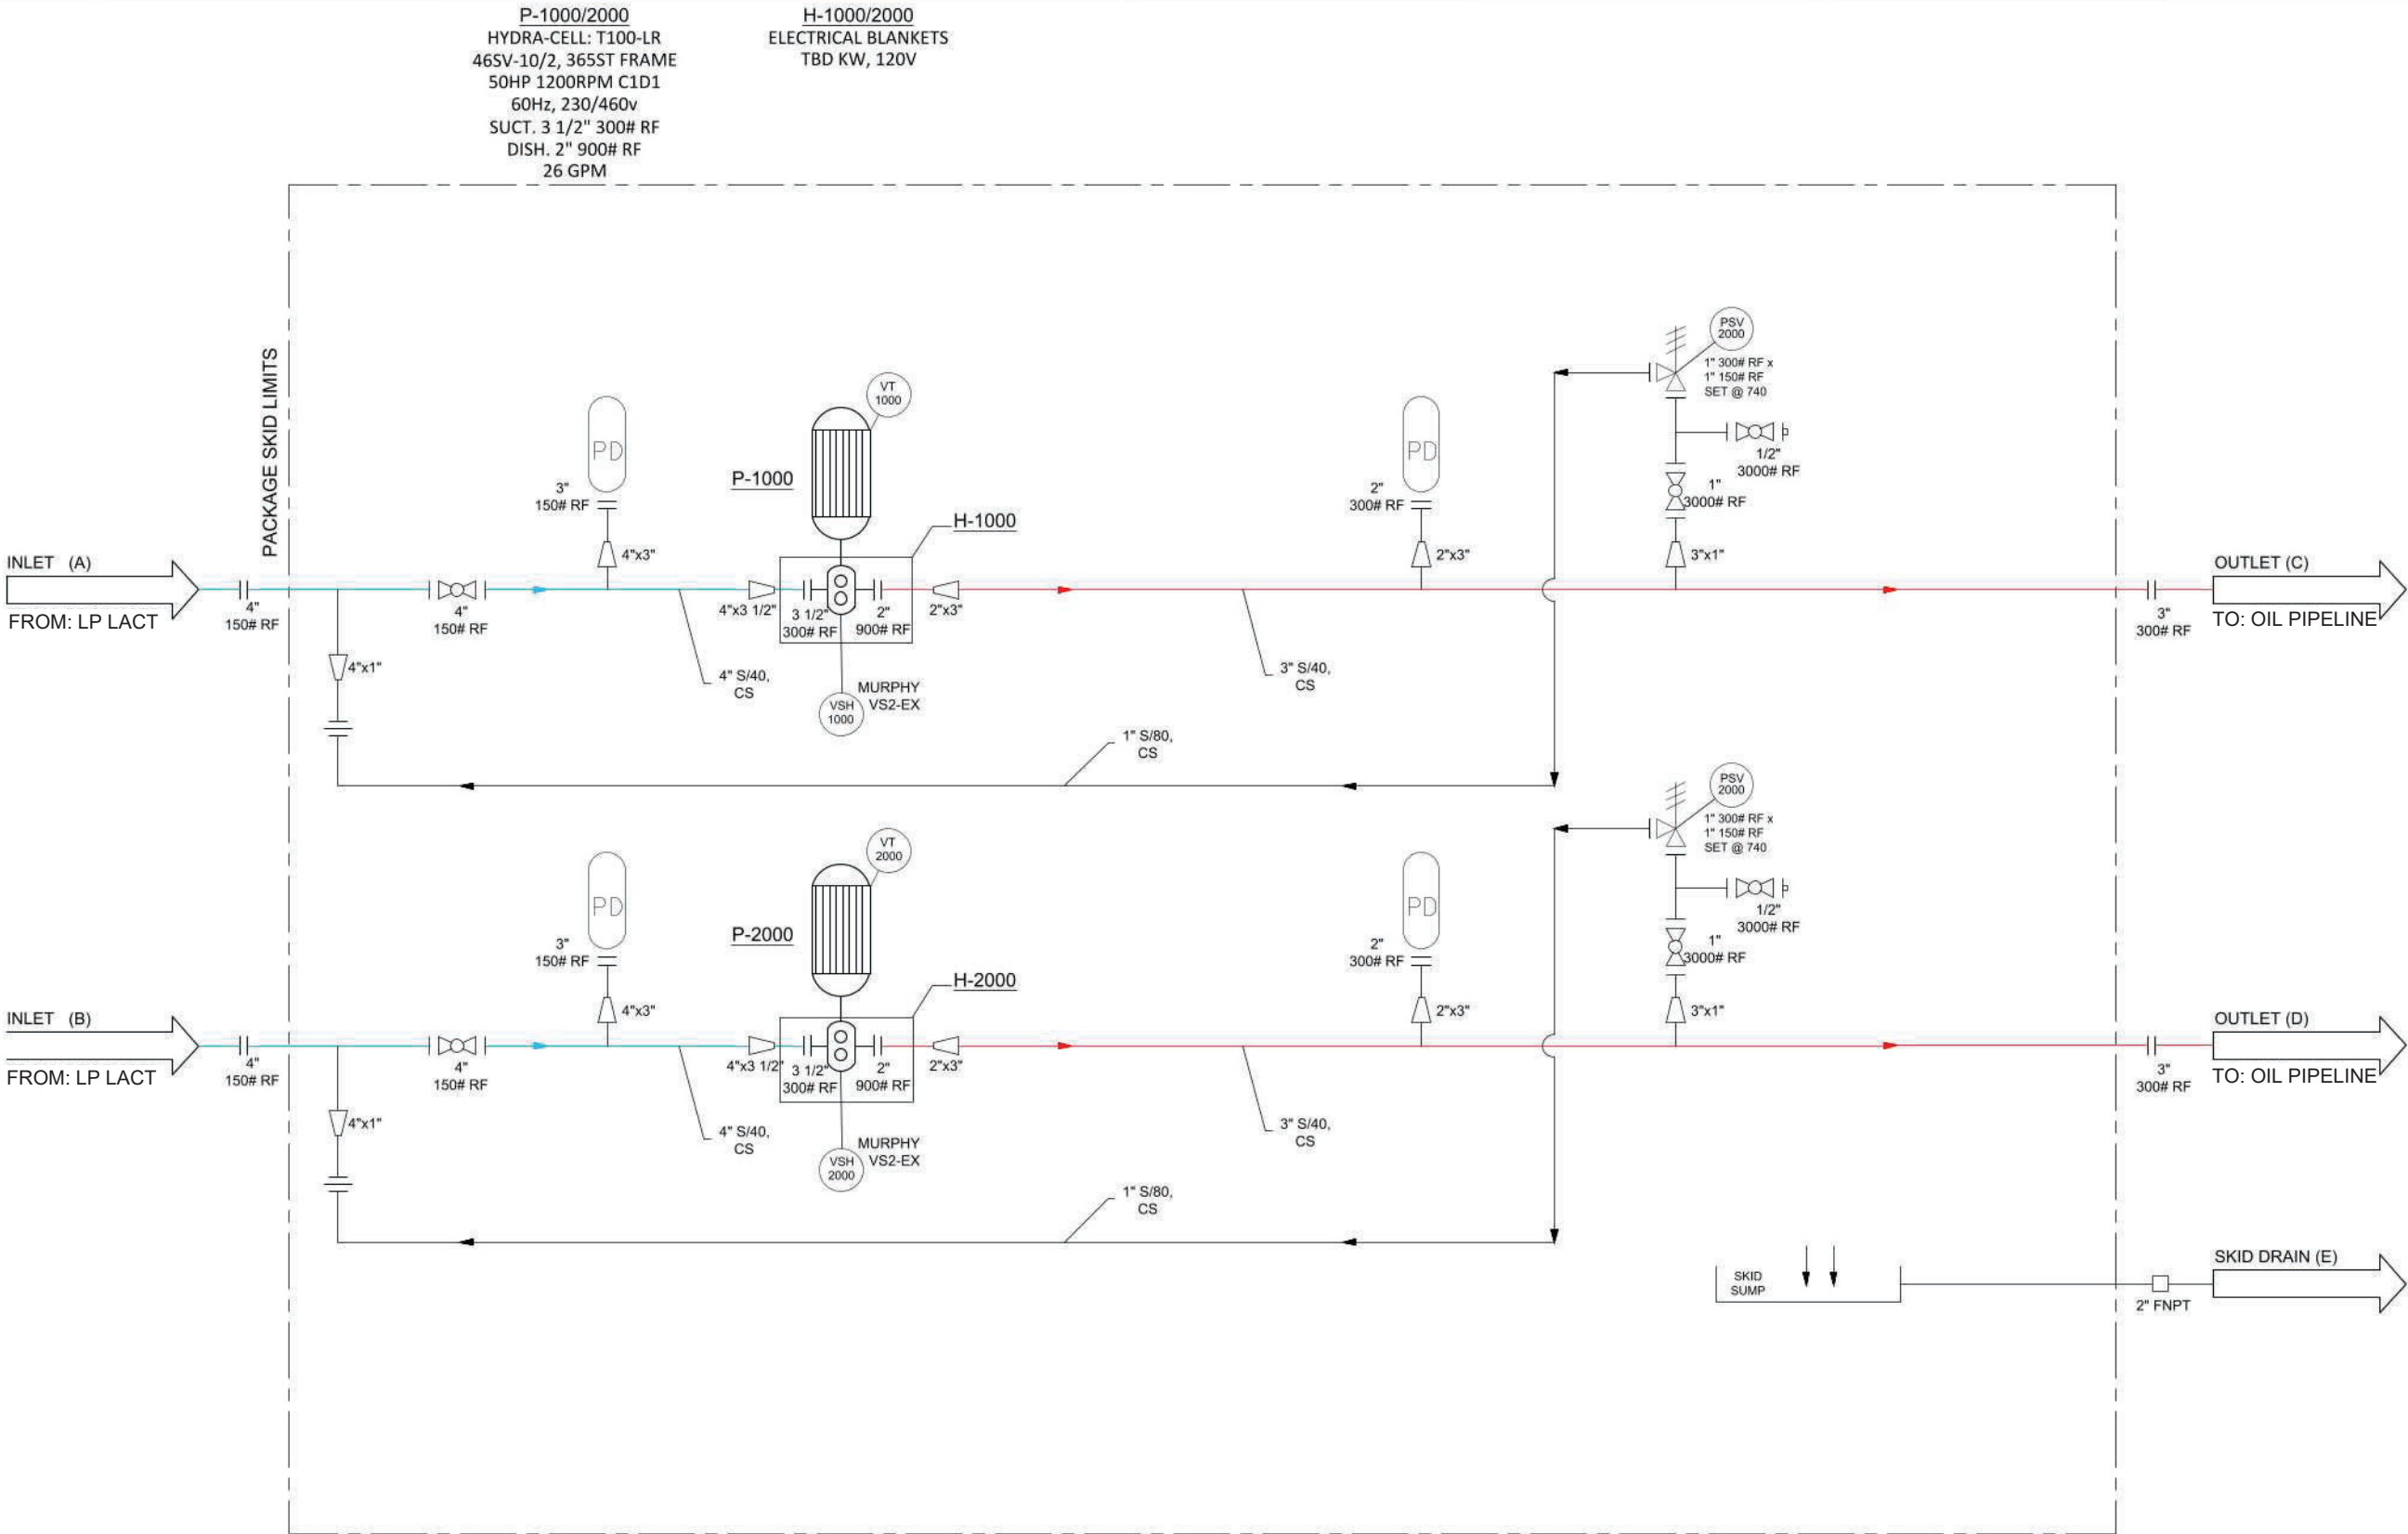 P-1000/2000
HYDRA-CELL: T100-LR
46SV-10/2, 365ST FRAME
50HP 1200RPM C1D1
60Hz, 230/460v
SUCT. 3 1/2" 300# RF
DISH. 2" 900# RF
26 GPM
H-1000/2000
ELECTRICAL BLANKETS
TBD KW, 120V
PACKAGE SKID LIMITS
INLET (A)
FROM: LP LACT
4"
150# RF
4"x1"
4"
150# RF
3"
150# RF
PD
4"x3"
4" S/40,
CS
4"x3 1/2"
P-1000
VT
1000
H-1000
3 1/2"
300# RF
2"
900# RF
2"x3"
VSH
1000
MURPHY
VS2-EX
1" S/80,
CS
3" S/40,
CS
2"
300# RF
PD
2"x3"
PSV
2000
1" 300# RF x
1" 150# RF
SET @ 740
1/2"
3000# RF
1"
3000# RF
3"x1"
3"
300# RF
OUTLET (C)
TO: OIL PIPELINE
INLET (B)
FROM: LP LACT
4"
150# RF
4"x1"
4"
150# RF
3"
150# RF
PD
4"x3"
4" S/40,
CS
4"x3 1/2"
P-2000
VT
2000
H-2000
3 1/2"
300# RF
2"
900# RF
2"x3"
VSH
2000
MURPHY
VS2-EX
1" S/80,
CS
3" S/40,
CS
2"
300# RF
PD
2"x3"
PSV
2000
1" 300# RF x
1" 150# RF
SET @ 740
1/2"
3000# RF
1"
3000# RF
3"x1"
3"
300# RF
OUTLET (D)
TO: OIL PIPELINE
SKID
SUMP
2" FNPT
SKID DRAIN (E)